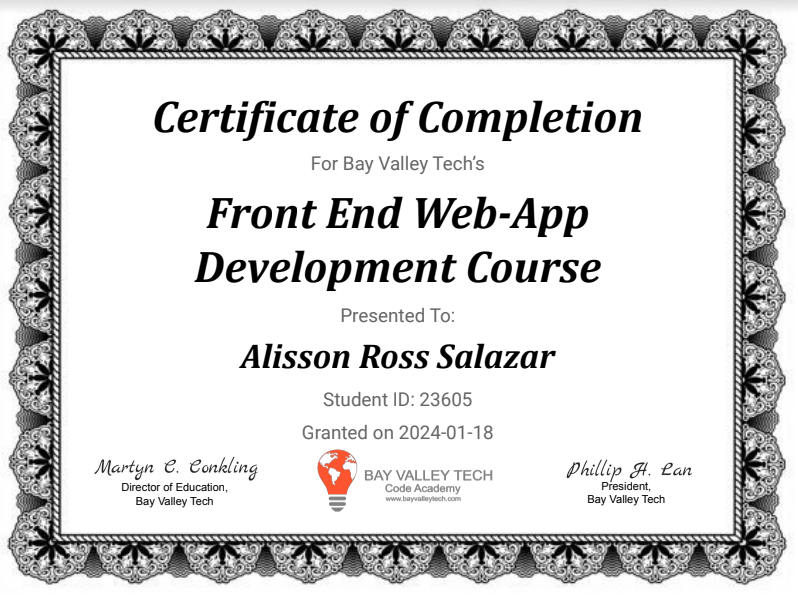 Certificate of Completion
For Bay Valley Tech's
Front End Web-App
Development Course
Presented To:
Alisson Ross Salazar
Student ID: 23605
Granted on 2024-01-18
Martyn C. Conkling
Director of Education,
Bay Valley Tech
BAY VALLEY TECH
Code Academy
www.bayvalleytech.com
Phillip H. Lan
President,
Bay Valley Tech